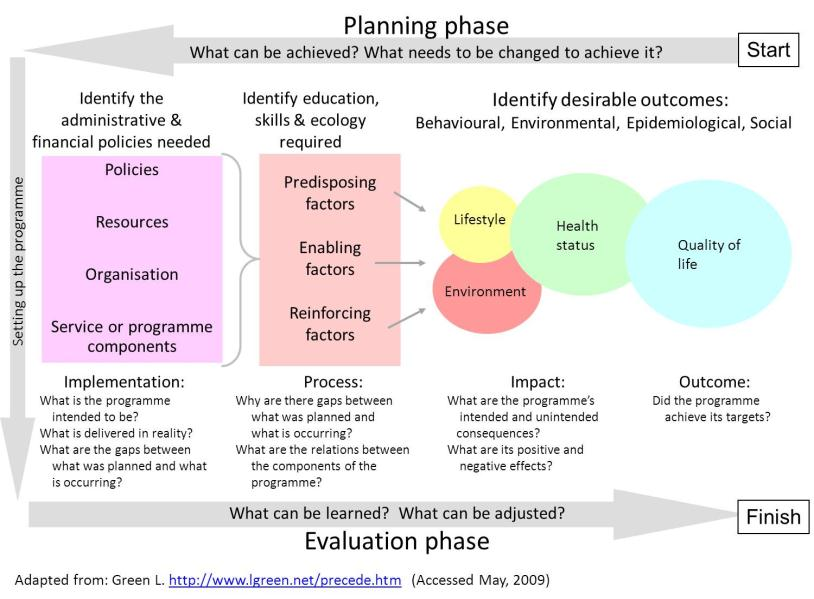 Planning phase
What can be achieved? What needs to be changed to achieve it?
Start
Identify the
administrative &
financial policies needed
Identify education,
skills & ecology
required
Identify desirable outcomes:
Behavioural, Environmental, Epidemiological, Social
Setting up the programme
Policies
Resources
Organisation
Service or programme
components
Predisposing
factors
Enabling
factors
Reinforcing
factors
Lifestyle
Environment
Health
status
Quality of
life
Implementation:
What is the programme
intended to be?
What is delivered in reality?
What are the gaps between
what was planned and what
is occurring?
Process:
Why are there gaps between
what was planned and
what is occurring?
What are the relations between
the components of the
programme?
Impact:
What are the programme's
intended and unintended
consequences?
What are its positive and
negative effects?
Outcome:
Did the programme
achieve its targets?
What can be learned? What can be adjusted?
Finish
Evaluation phase
Adapted from: Green L. http://www.lgreen.net/precede.htm (Accessed May, 2009)